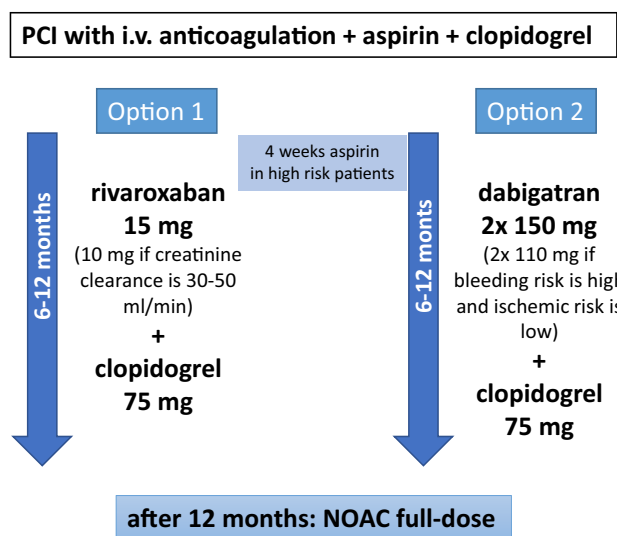 PCI with i.v. anticoagulation + aspirin + clopidogrel
Option 1
Option 2
4 weeks aspirin
in high risk patients
6-12 months
rivaroxaban
15 mg
(10 mg if creatinine
clearance is 30-50
ml/min)
+
clopidogrel
75 mg
6-12 monts
dabigatran
2x 150 mg
(2x 110 mg if
bleeding risk is high
and ischemic risk is
low)
+
clopidogrel
75 mg
after 12 months: NOAC full-dose